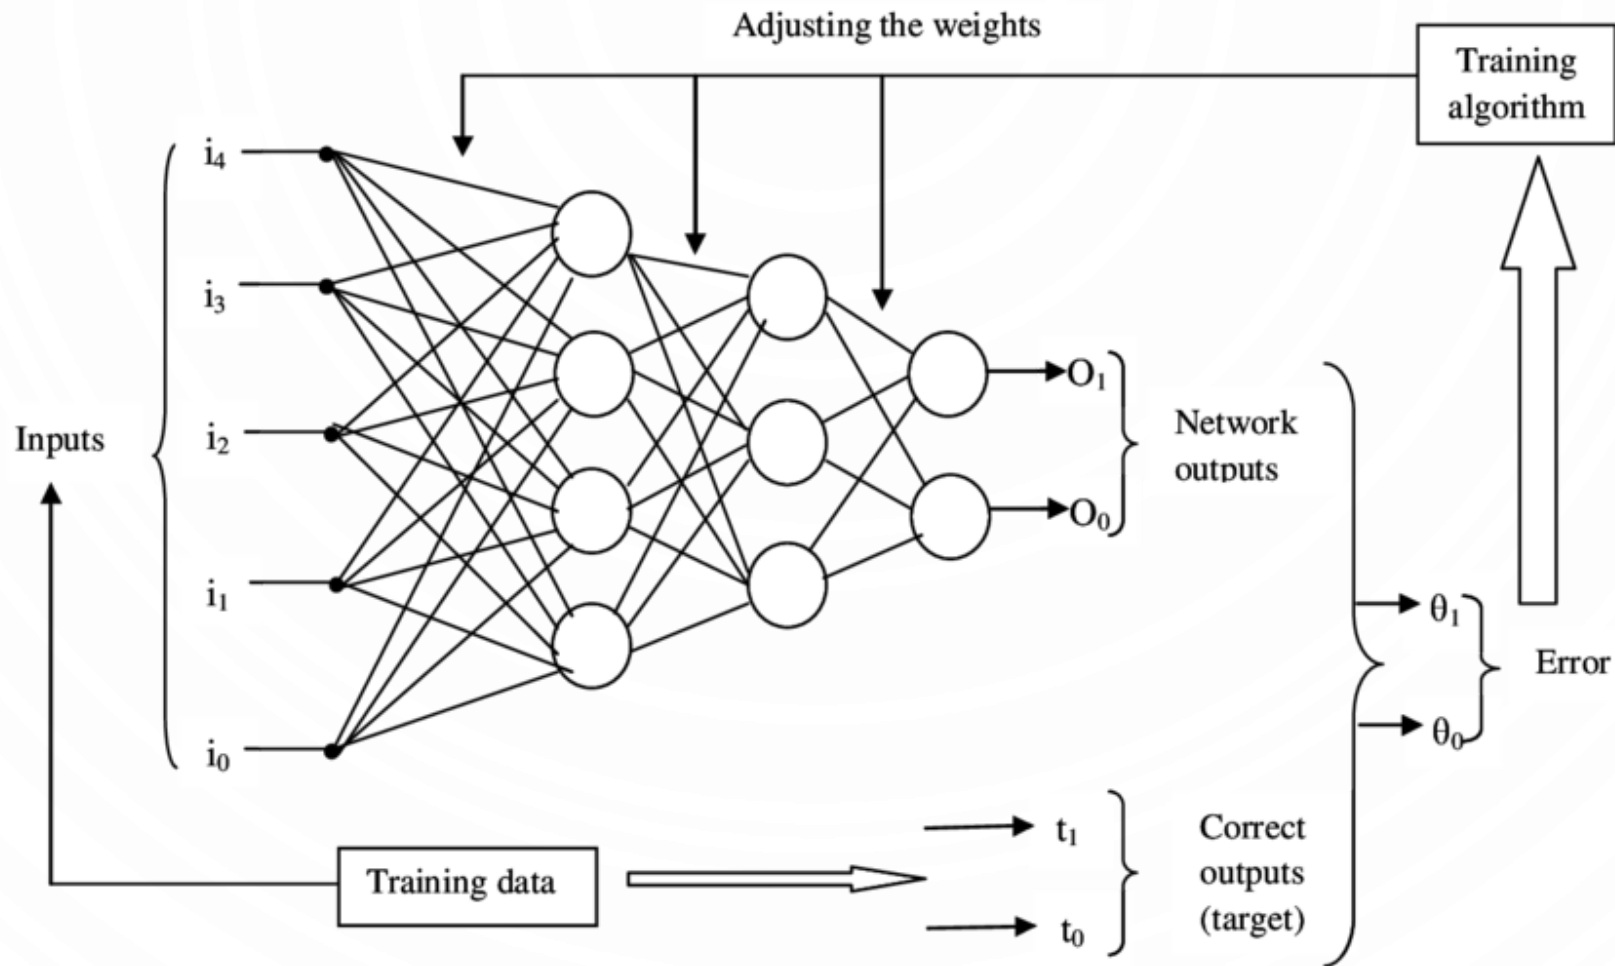 Adjusting the weights
Training
algorithm
i₄
i₃
i₂
i₁
i₀
Inputs
O₁
O₀
Network
outputs
θ₁
θ₀
Error
Training data
t₁
t₀
Correct
outputs
(target)